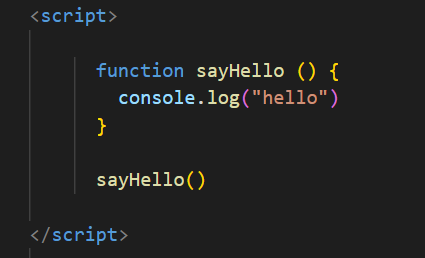 <script>
function sayHello () {
console.log("hello")
}
sayHello()
</script>